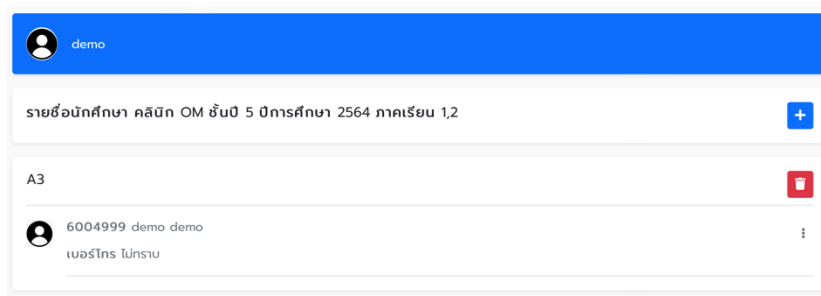 demo
รายชื่อนักศึกษา คลินิก OM ชั้นปี 5 ปีการศึกษา 2564 ภาคเรียน 1,2
A3
6004999 demo demo
เบอร์โทร ไม่ทราบ